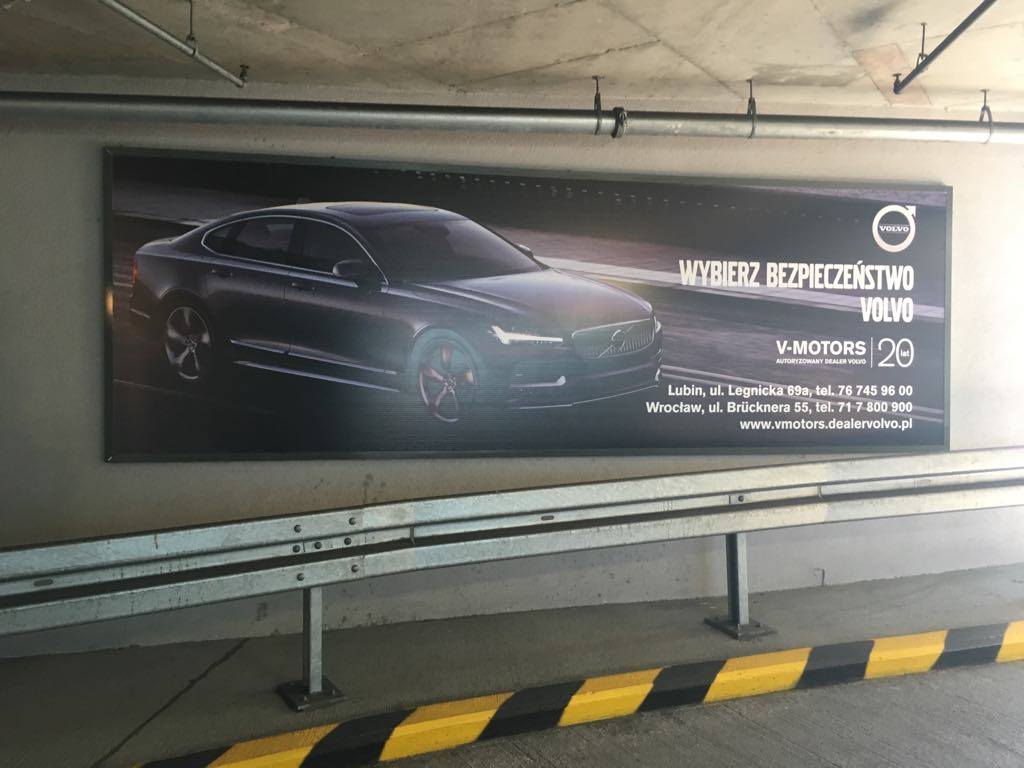 VOLVO
WYBIERZ BEZPIECZEŃSTWO
VOLVO
V-MOTORS
AUTORYZOWANY DEALER VOLVO
20 lat
Lubin, ul. Legnicka 69a, tel. 76 745 96 00
Wrocław, ul. Brücknera 55, tel. 71 7 800 900
www.vmotors.dealervolvo.pl